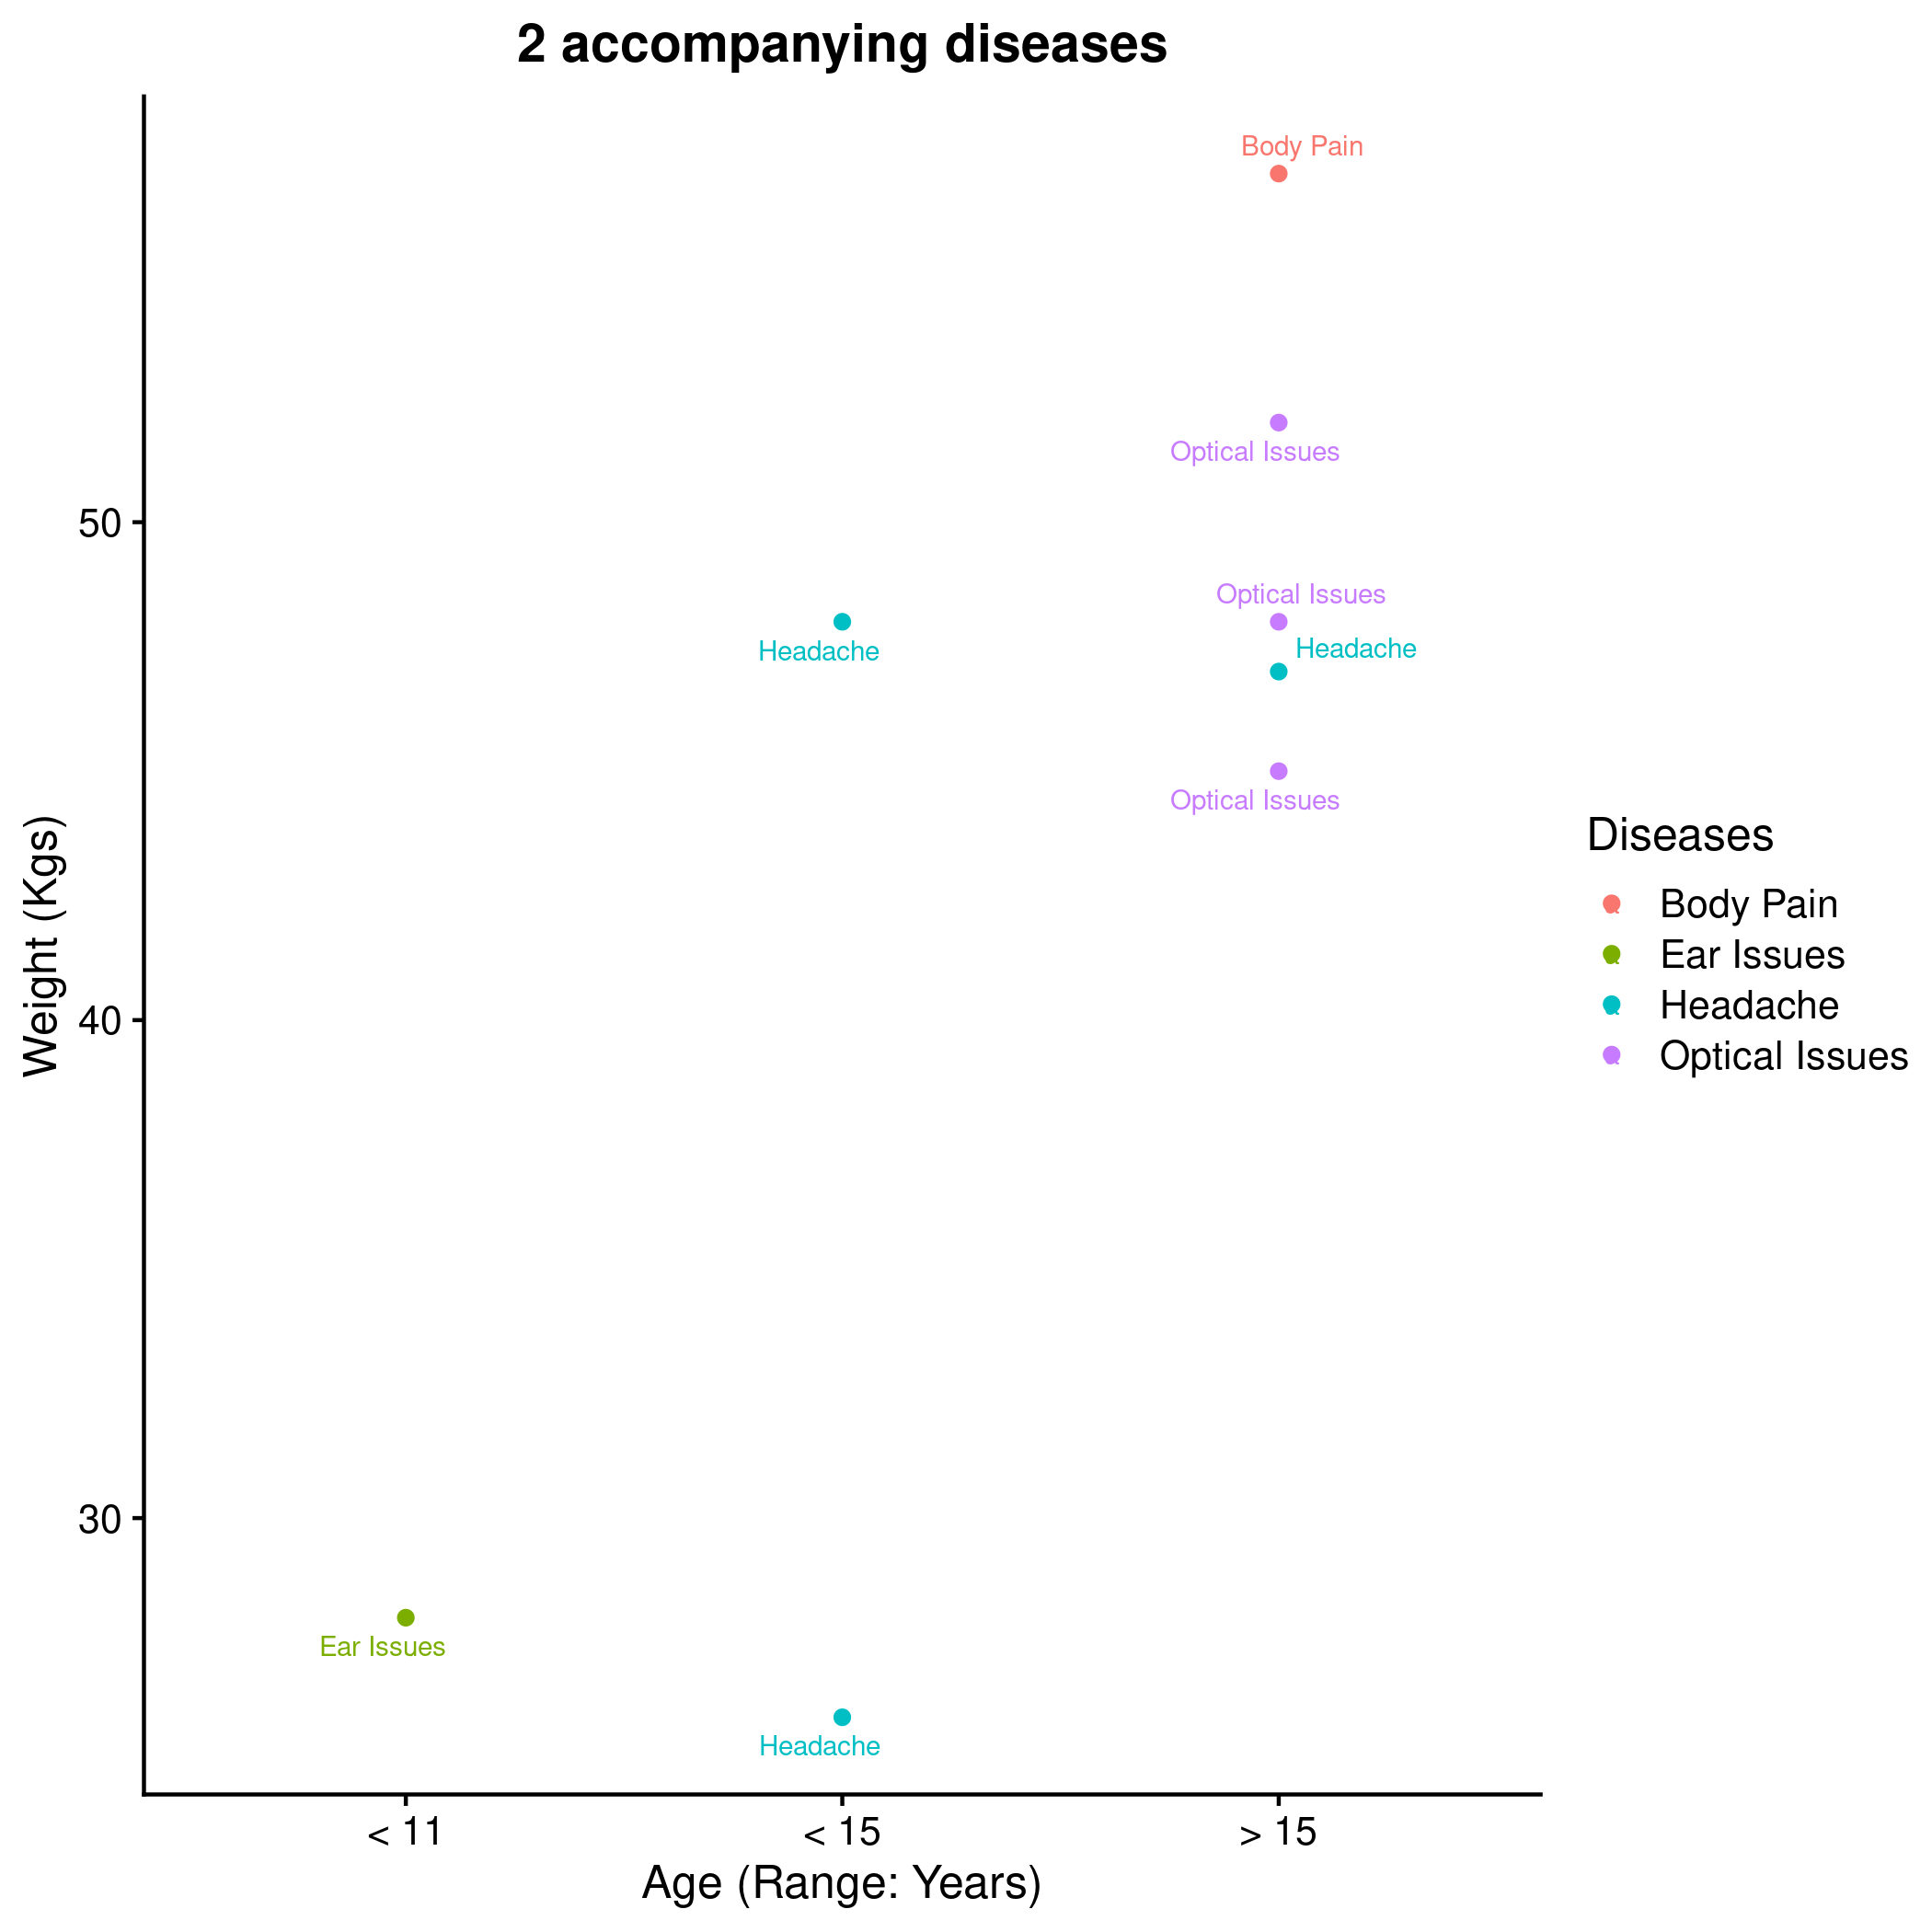 2 accompanying diseases
Body Pain
Optical Issues
50
Optical Issues
Headache
Headache
Optical Issues
Weight (Kgs)
40
30
Ear Issues
Headache
< 11
< 15
> 15
Age (Range: Years)
Diseases
Body Pain
Ear Issues
Headache
Optical Issues